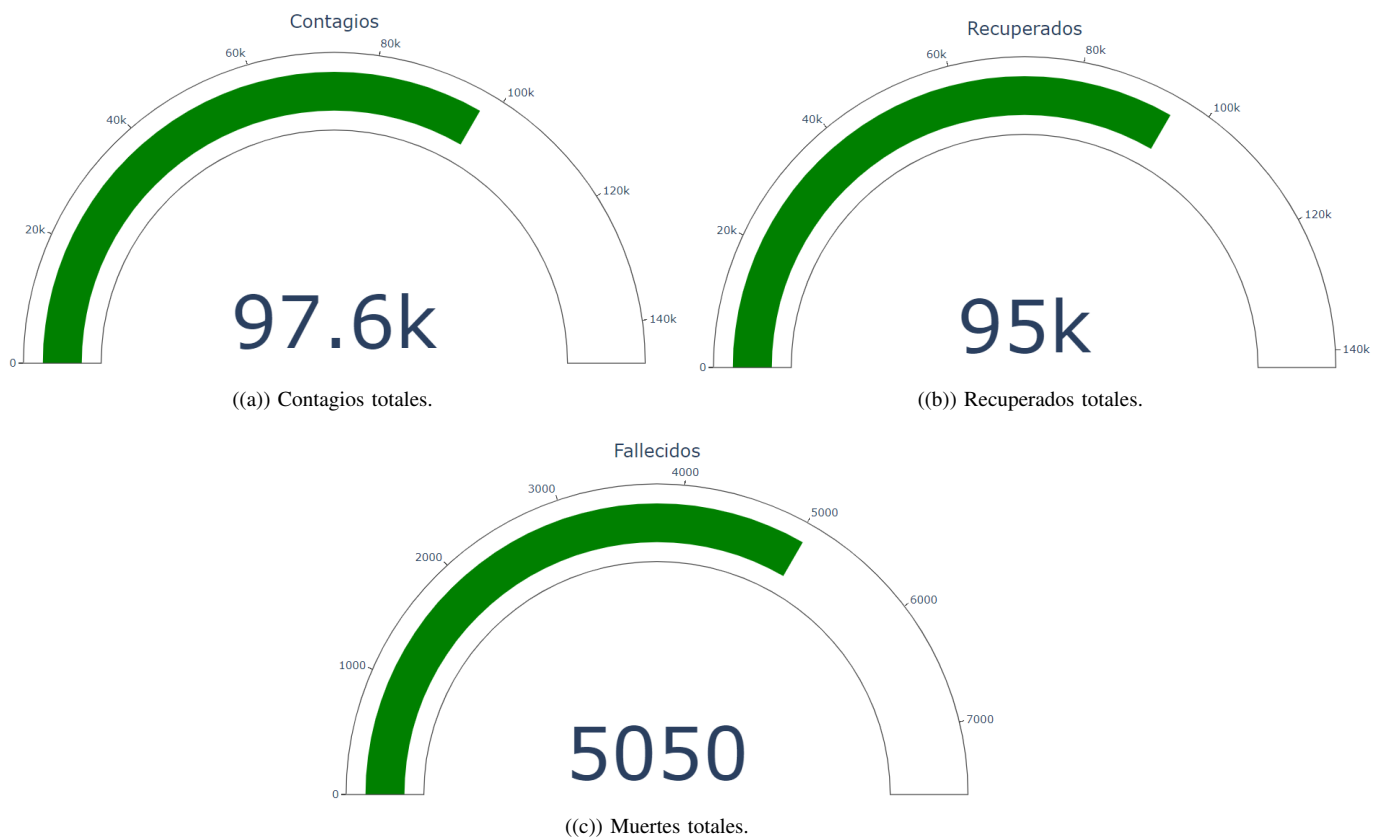 Contagios
0
20k
40k
60k
80k
100k
120k
140k
97.6k
((a)) Contagios totales.
Recuperados
0
20k
40k
60k
80k
100k
120k
140k
95k
((b)) Recuperados totales.
Fallecidos
0
1000
2000
3000
4000
5000
6000
7000
5050
((c)) Muertes totales.